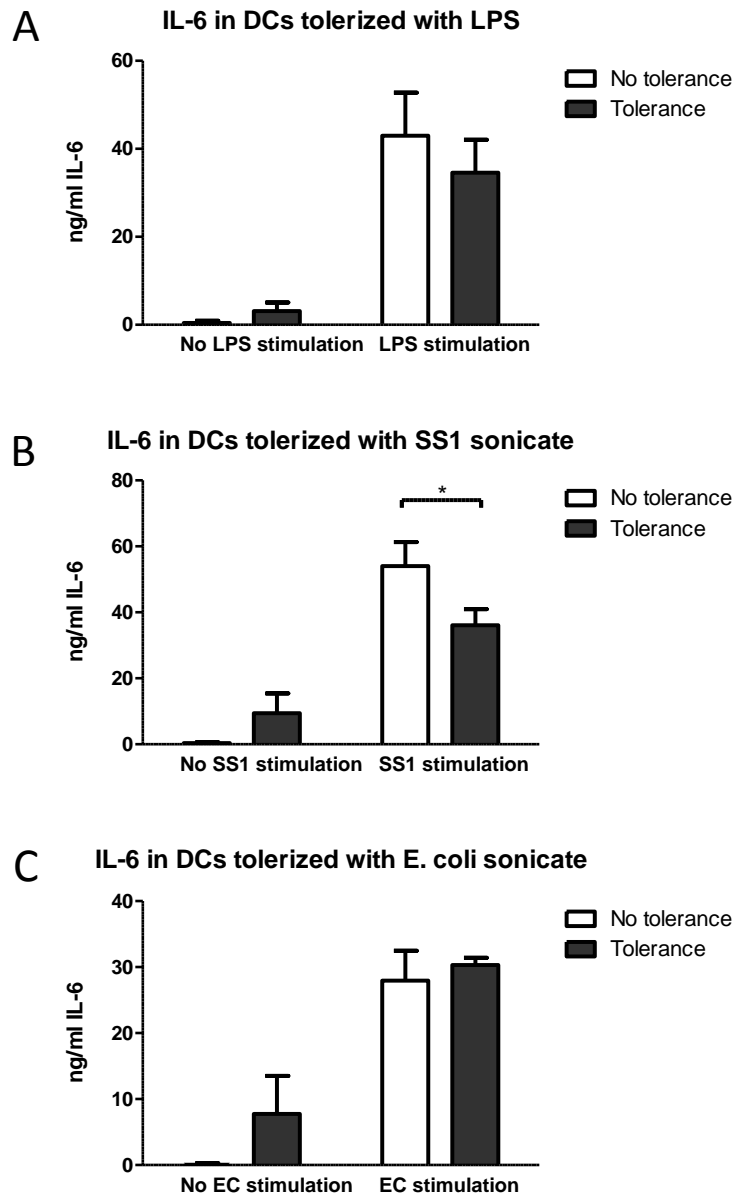 A
IL-6 in DCs tolerized with LPS
60
40
20
0
ng/ml IL-6
No LPS stimulation LPS stimulation
No tolerance
Tolerance
B
IL-6 in DCs tolerized with SS1 sonicate
80
60
40
20
0
ng/ml IL-6
*
No SS1 stimulation SS1 stimulation
No tolerance
Tolerance
C
IL-6 in DCs tolerized with E. coli sonicate
40
30
20
10
0
ng/ml IL-6
No EC stimulation EC stimulation
No tolerance
Tolerance